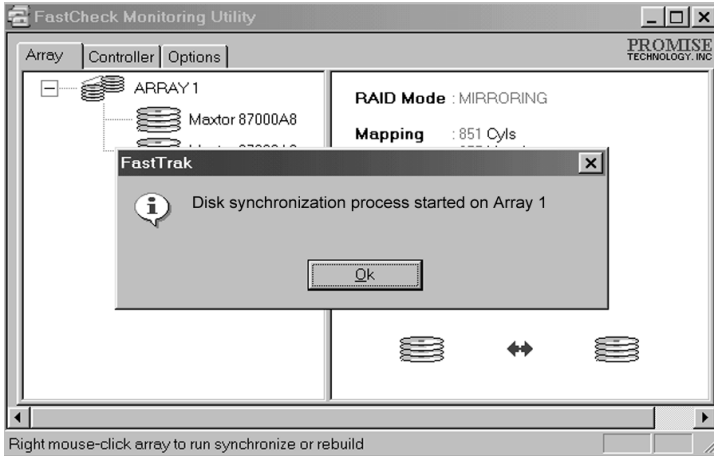 FastCheck Monitoring Utility
Array Controller Options
PROMISE
TECHNOLOGY. INC
ARRAY 1
Maxtor 87000A8
RAID Mode : MIRRORING
Mapping : 851 Cyls
FastTrak
Disk synchronization process started on Array 1
Ok
Right mouse-click array to run synchronize or rebuild